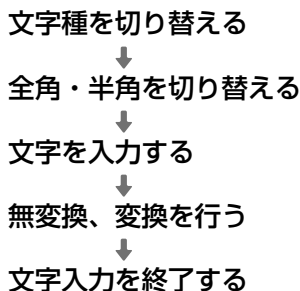 文字種を切り替える
全角・半角を切り替える
文字を入力する
無変換、変換を行う
文字入力を終了する